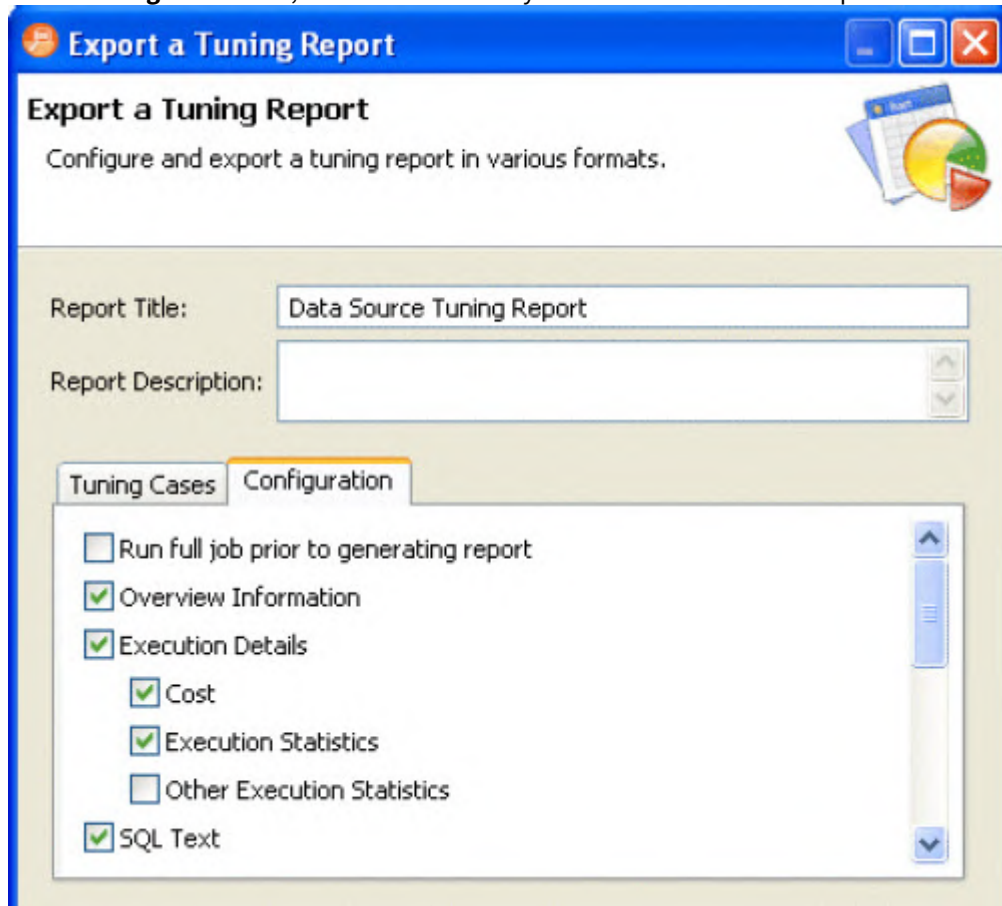 Export a Tuning Report
Export a Tuning Report
Configure and export a tuning report in various formats.
Report Title:
Data Source Tuning Report
Report Description:
Tuning Cases
Configuration
Run full job prior to generating report
Overview Information
Execution Details
Cost
Execution Statistics
Other Execution Statistics
SQL Text